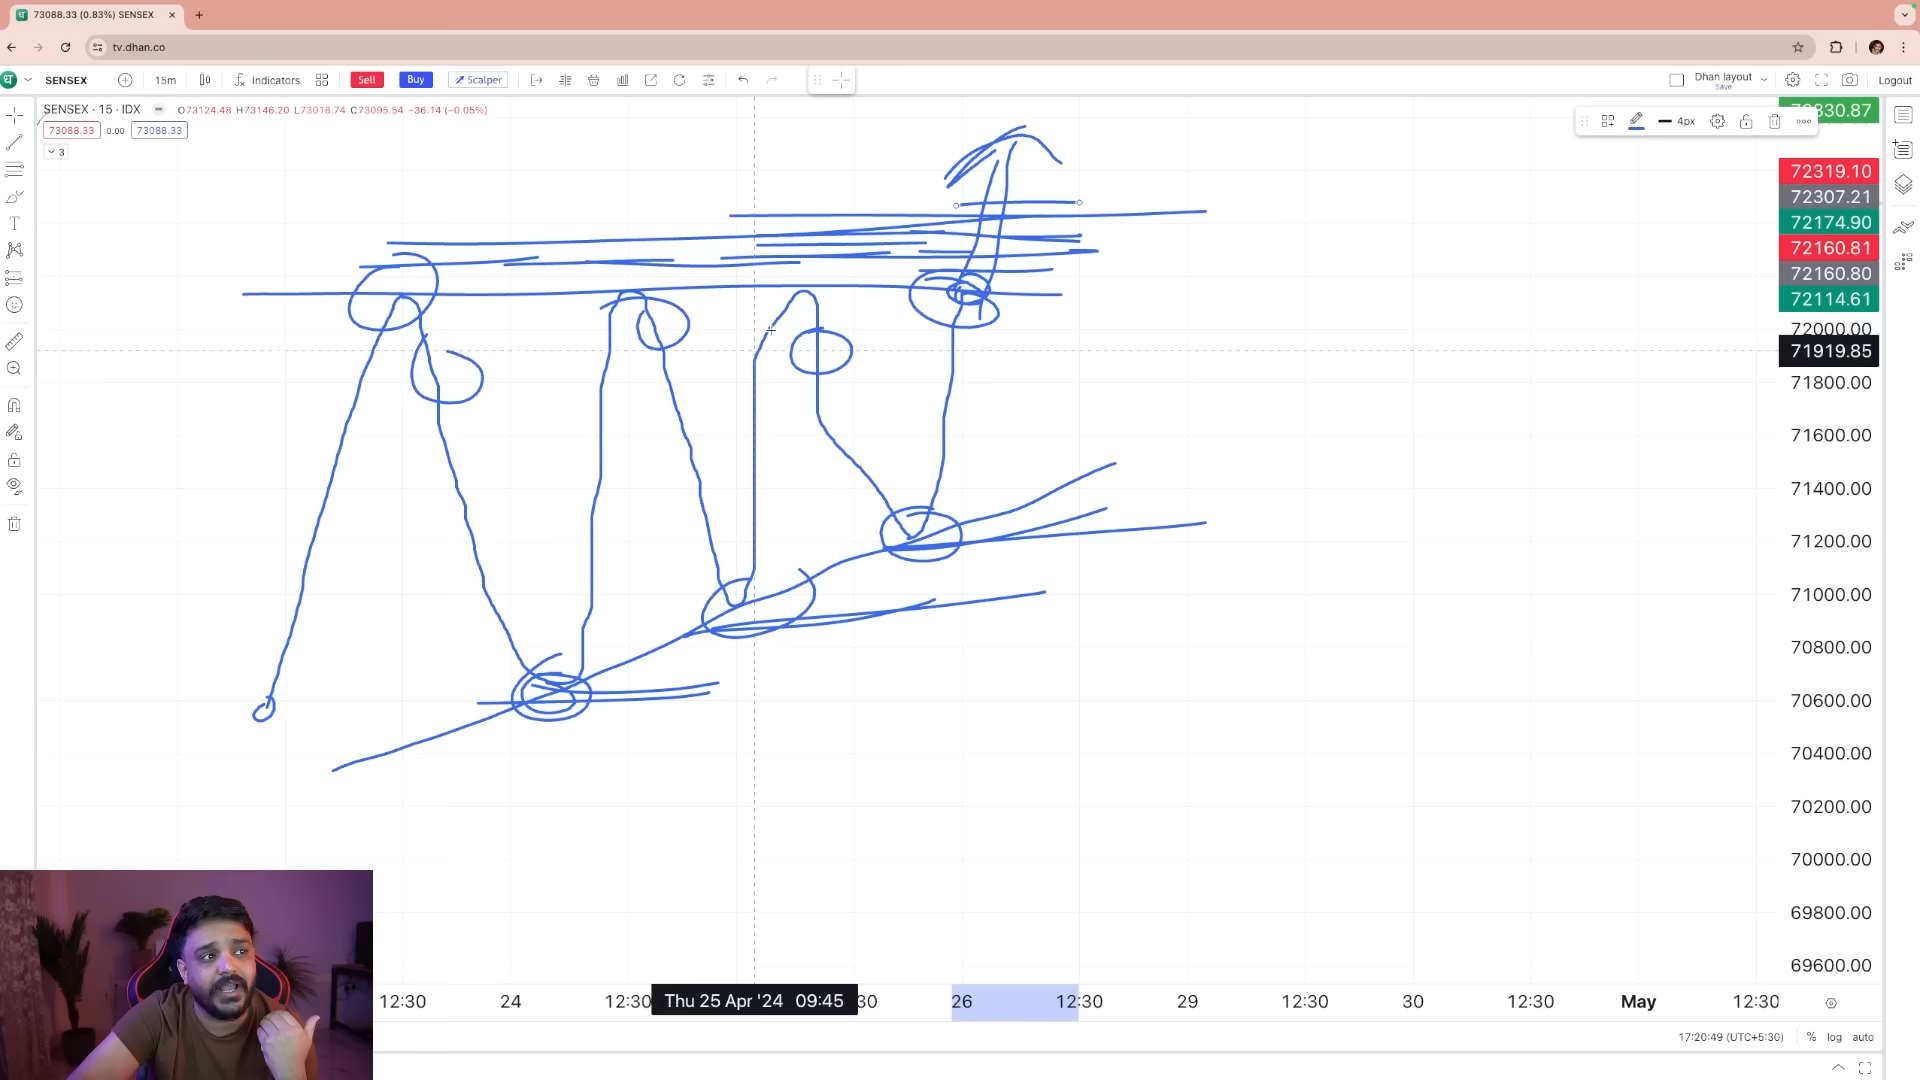 73088.33 (0.83%) SENSEX
tv.dhan.co
SENSEX 15m Indicators Sell Buy Scalper Dhan layout Save Logout
SENSEX · 15 · IDX O73124.48 H73146.20 L73018.74 C73095.54 −36.14 (−0.05%)
73088.33 0.00 73088.33
3
4px
830.87
72319.10
72307.21
72174.90
72160.81
72160.80
72114.61
72000.00
71919.85
71800.00
71600.00
71400.00
71200.00
71000.00
70800.00
70600.00
70400.00
70200.00
70000.00
69800.00
69600.00
12:30 24 12:30 Thu 25 Apr '24 09:45 30 26 12:30 29 12:30 30 12:30 May 12:30
17:20:49 (UTC+5:30) % log auto